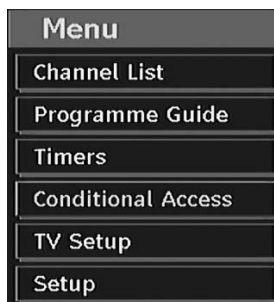 Menu
Channel List
Programme Guide
Timers
Conditional Access
TV Setup
Setup